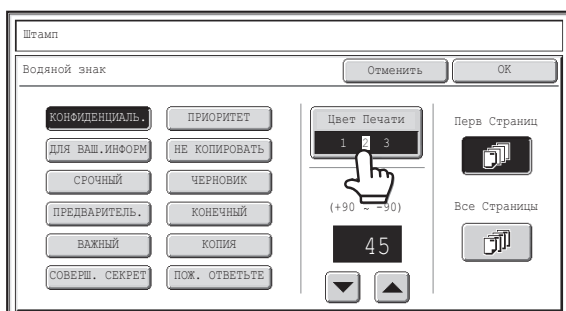 Штамп
Водяной знак
Отменить
OK
КОНФИДЕНЦИАЛЬ.
ПРИОРИТЕТ
ДЛЯ ВАШ.ИНФОРМ
НЕ КОПИРОВАТЬ
СРОЧНЫЙ
ЧЕРНОВИК
ПРЕДВАРИТЕЛЬ.
КОНЕЧНЫЙ
ВАЖНЫЙ
КОПИЯ
СОВЕРШ. СЕКРЕТ
ПОЖ. ОТВЕТЬТЕ
Цвет Печати
1 2 3
(+90 ~ -90)
45
Перв Страниц
Все Страницы